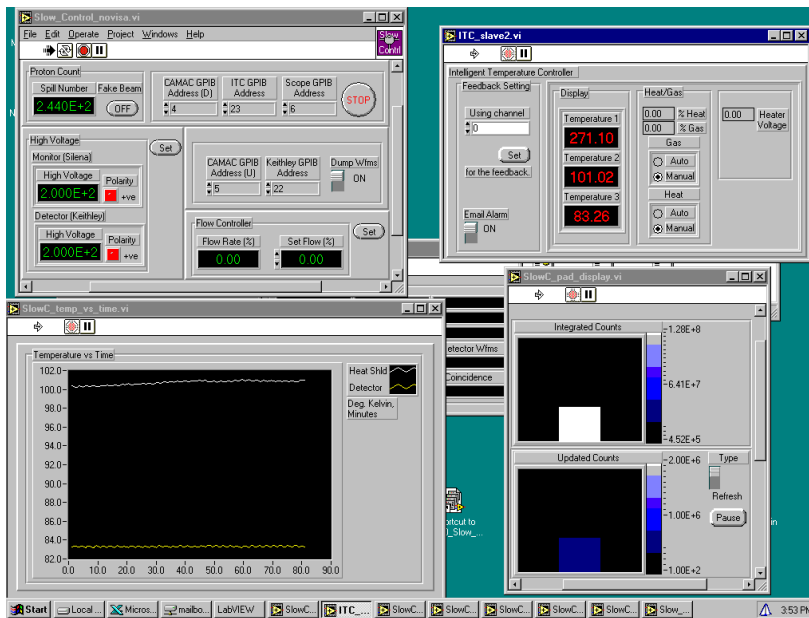 Slow_Control_novisa.vi
File Edit Operate Project Windows Help
Slow
Contrl
Proton Count
Spill Number Fake Beam
2.440E+2 OFF
CAMAC GPIB Address (D) ITC GPIB Address Scope GPIB Address
4 23 6
STOP
High Voltage
Set
Monitor (Silena)
High Voltage
Polarity
2.000E+2 +ve
Detector (Keithley)
High Voltage
Polarity
2.000E+2 +ve
CAMAC GPIB Address (U) Keithley GPIB Address Dump Wfms
5 22 ON
Flow Controller
Set
Flow Rate (%) Set Flow (%)
0.00 0.00
ITC_slave2.vi
Intelligent Temperature Controller
Feedback Setting
Using channel
0
Set
for the feedback.
Email Alarm
ON
Display
Temperature 1
271.10
Temperature 2
101.02
Temperature 3
83.26
Heat/Gas
0.00 % Heat
0.00 % Gas
Gas
Auto
Manual
Heat
Auto
Manual
0.00 Heater Voltage
etector Wfms
Coincidence
SlowC_temp_vs_time.vi
Temperature vs Time
102.0
100.0
98.0
96.0
94.0
92.0
90.0
88.0
86.0
84.0
82.0
0.0 10.0 20.0 30.0 40.0 50.0 60.0 70.0 80.0 90.0
Heat Shld
Detector
Deg. Kelvin,
Minutes
SlowC_pad_display.vi
Integrated Counts
1.28E+8
6.41E+7
4.52E+5
Updated Counts
2.00E+6
1.00E+6
1.00E+2
Type
Refresh
Pause
ortcut to
)_Slow_...
in
Start Local ... Micros... mailbo... LabVIEW SlowC... ITC_... SlowC... SlowC... SlowC... SlowC... SlowC... Slow_... 3:53 PM